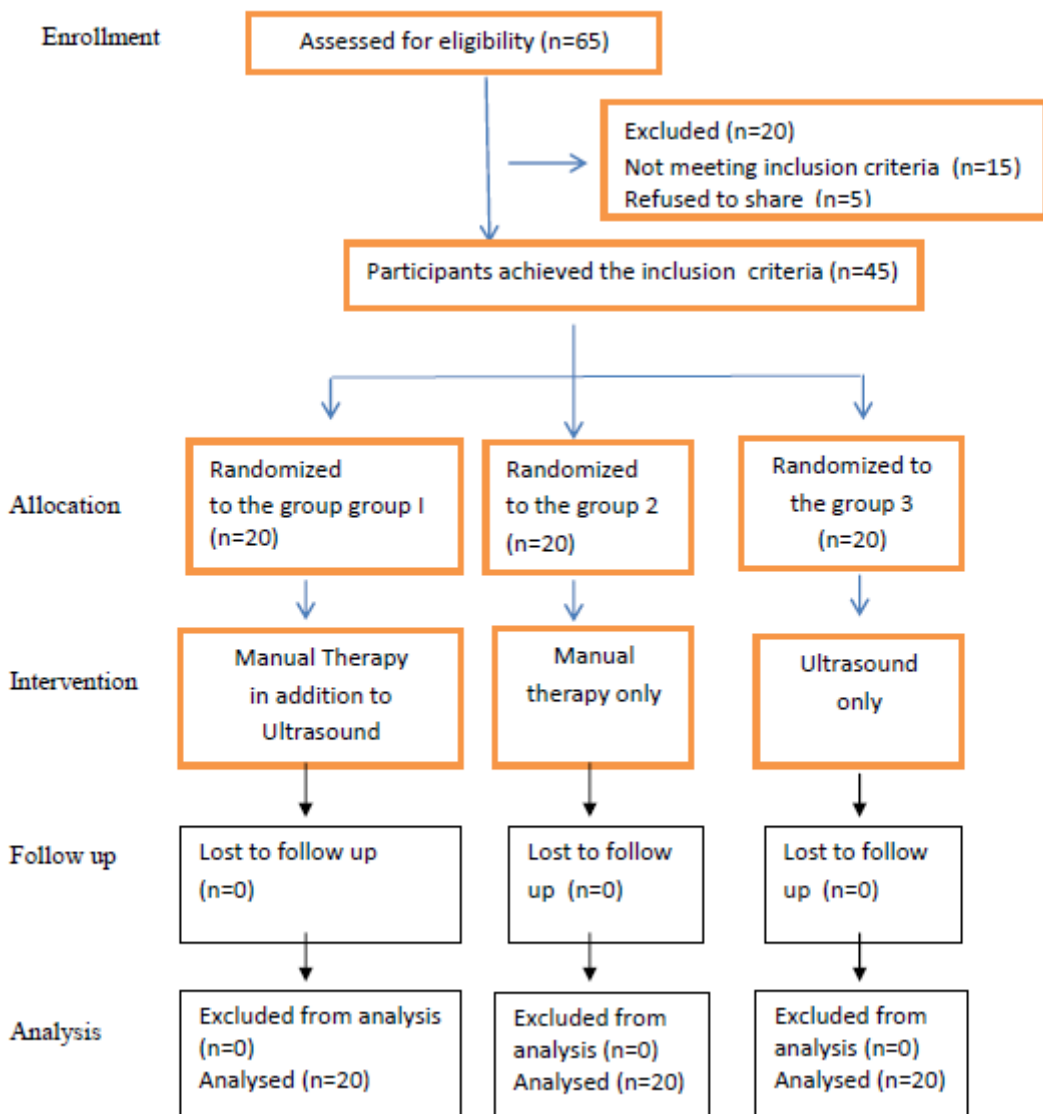 Enrollment
Assessed for eligibility (n=65)
Excluded (n=20)
Not meeting inclusion criteria (n=15)
Refused to share (n=5)
Participants achieved the inclusion criteria (n=45)
Allocation
Randomized
to the group group I
(n=20)
Randomized
to the group 2
(n=20)
Randomized to
the group 3
(n=20)
Intervention
Manual Therapy
in addition to
Ultrasound
Manual
therapy only
Ultrasound
only
Follow up
Lost to follow up
(n=0)
Lost to follow
up (n=0)
Lost to follow
up (n=0)
Analysis
Excluded from analysis
(n=0)
Analysed (n=20)
Excluded from
analysis (n=0)
Analysed (n=20)
Excluded from
analysis (n=0)
Analysed (n=20)